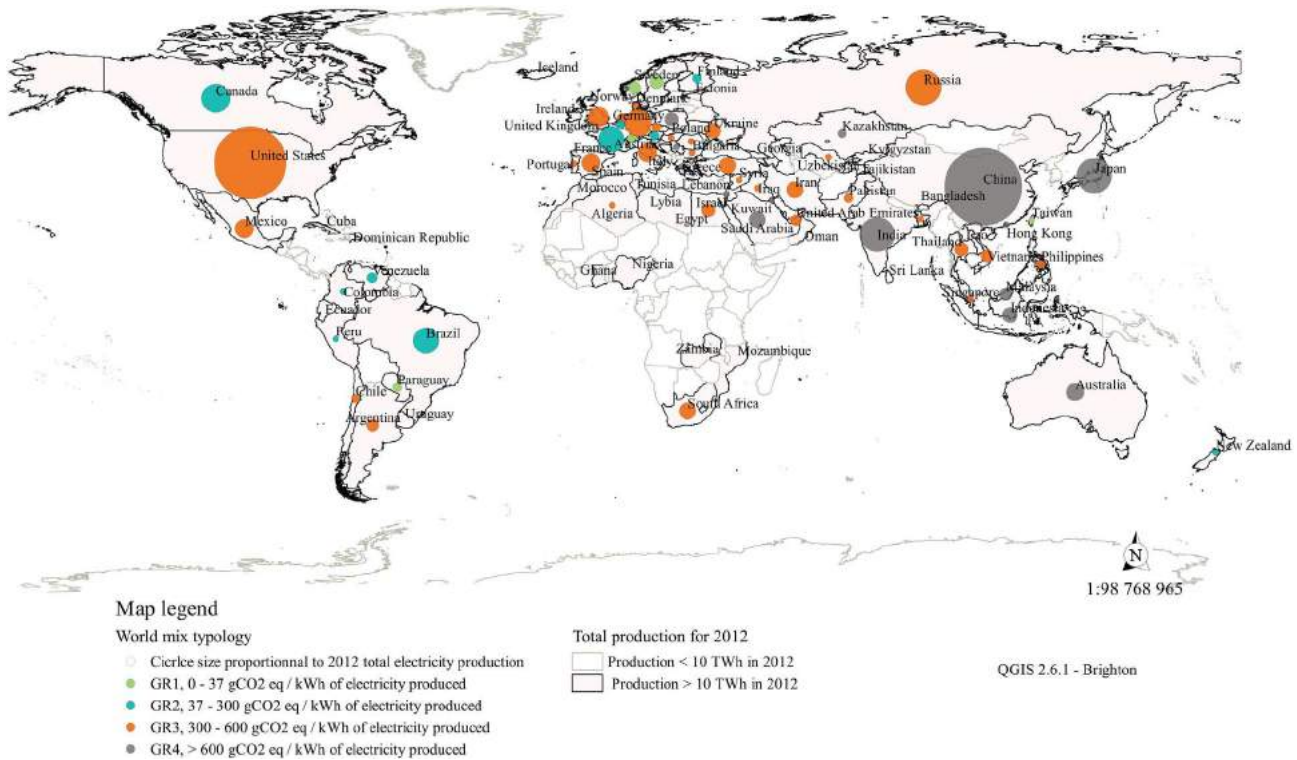 Iceland
Canada
Sweden
Finland
Russia
Norway
Denmark
Estonia
Ireland
Germany
United Kingdom
Poland
Ukraine
Kazakhstan
United States
France
Austria
Bulgaria
Georgia
Kyrgyzstan
Japan
Portugal
Spain
Italy
Greece
Syria
Uzbekistan
Tajikistan
China
Morocco
Tunisia
Lebanon
Iraq
Iran
Pakistan
Bangladesh
Mexico
Cuba
Algeria
Lybia
Israel
Egypt
Kuwait
United Arab Emirates
Taiwan
Saudi Arabia
India
Hong Kong
Dominican Republic
Oman
Thailand
Vietnam
Philippines
Venezuela
Ghana
Nigeria
Sri Lanka
Colombia
Singapore
Malaysia
Ecuador
Indonesia
Peru
Brazil
Zambia
Mozambique
Paraguay
Chile
Australia
South Africa
Argentina
Uruguay
New Zealand
N
1:98 768 965
Map legend
World mix typology
Total production for 2012
Cicrlce size proportionnal to 2012 total electricity production
Production < 10 TWh in 2012
GR1, 0 - 37 gCO2 eq / kWh of electricity produced
Production > 10 TWh in 2012
QGIS 2.6.1 - Brighton
GR2, 37 - 300 gCO2 eq / kWh of electricity produced
GR3, 300 - 600 gCO2 eq / kWh of electricity produced
GR4, > 600 gCO2 eq / kWh of electricity produced